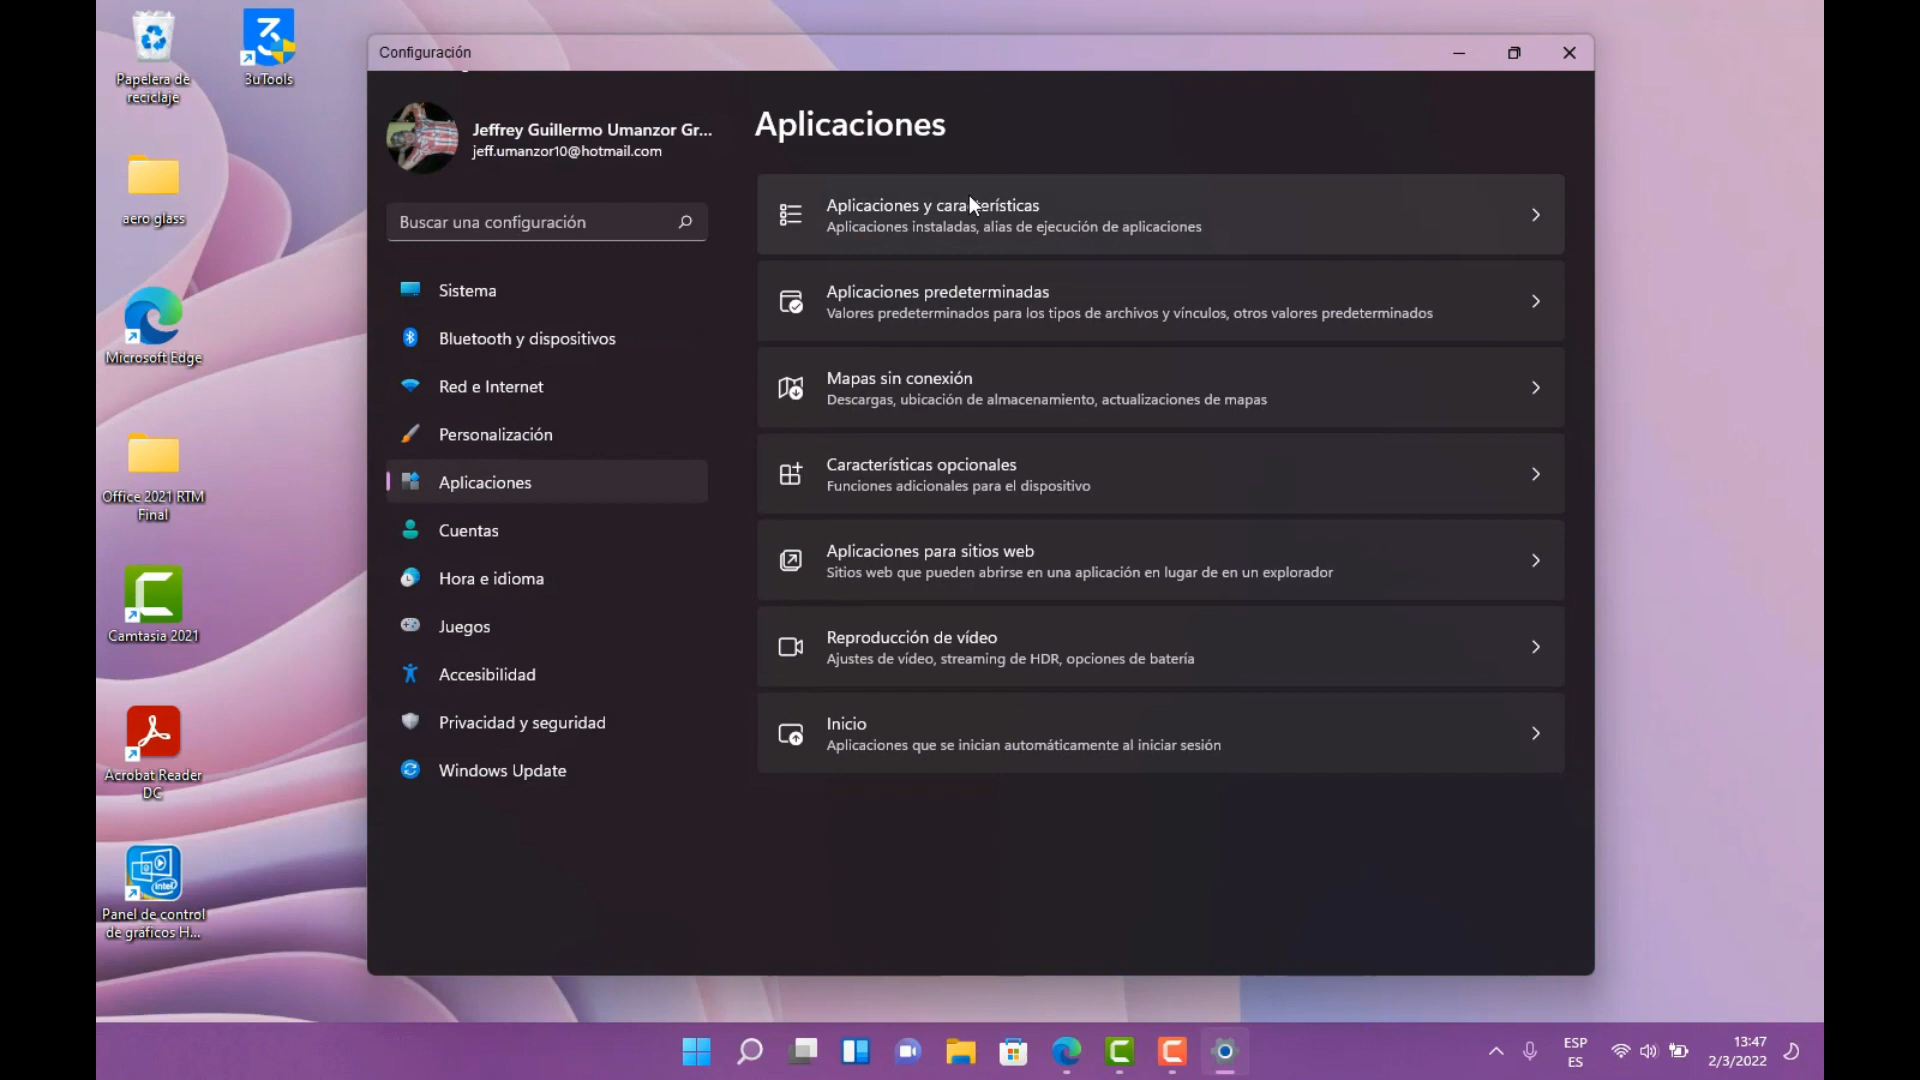 Papelera de
reciclaje
3uTools
aero glass
Microsoft Edge
Office 2021 RTM
Final
Camtasia 2021
Acrobat Reader
DC
Panel de control
de gráficos H...
Configuración
Jeffrey Guillermo Umanzor Gr...
jeff.umanzor10@hotmail.com
Buscar una configuración
Sistema
Bluetooth y dispositivos
Red e Internet
Personalización
Aplicaciones
Cuentas
Hora e idioma
Juegos
Accesibilidad
Privacidad y seguridad
Windows Update
Aplicaciones
Aplicaciones y características
Aplicaciones instaladas, alias de ejecución de aplicaciones
Aplicaciones predeterminadas
Valores predeterminados para los tipos de archivos y vínculos, otros valores predeterminados
Mapas sin conexión
Descargas, ubicación de almacenamiento, actualizaciones de mapas
Características opcionales
Funciones adicionales para el dispositivo
Aplicaciones para sitios web
Sitios web que pueden abrirse en una aplicación en lugar de en un explorador
Reproducción de vídeo
Ajustes de vídeo, streaming de HDR, opciones de batería
Inicio
Aplicaciones que se inician automáticamente al iniciar sesión
ESP
ES
13:47
2/3/2022